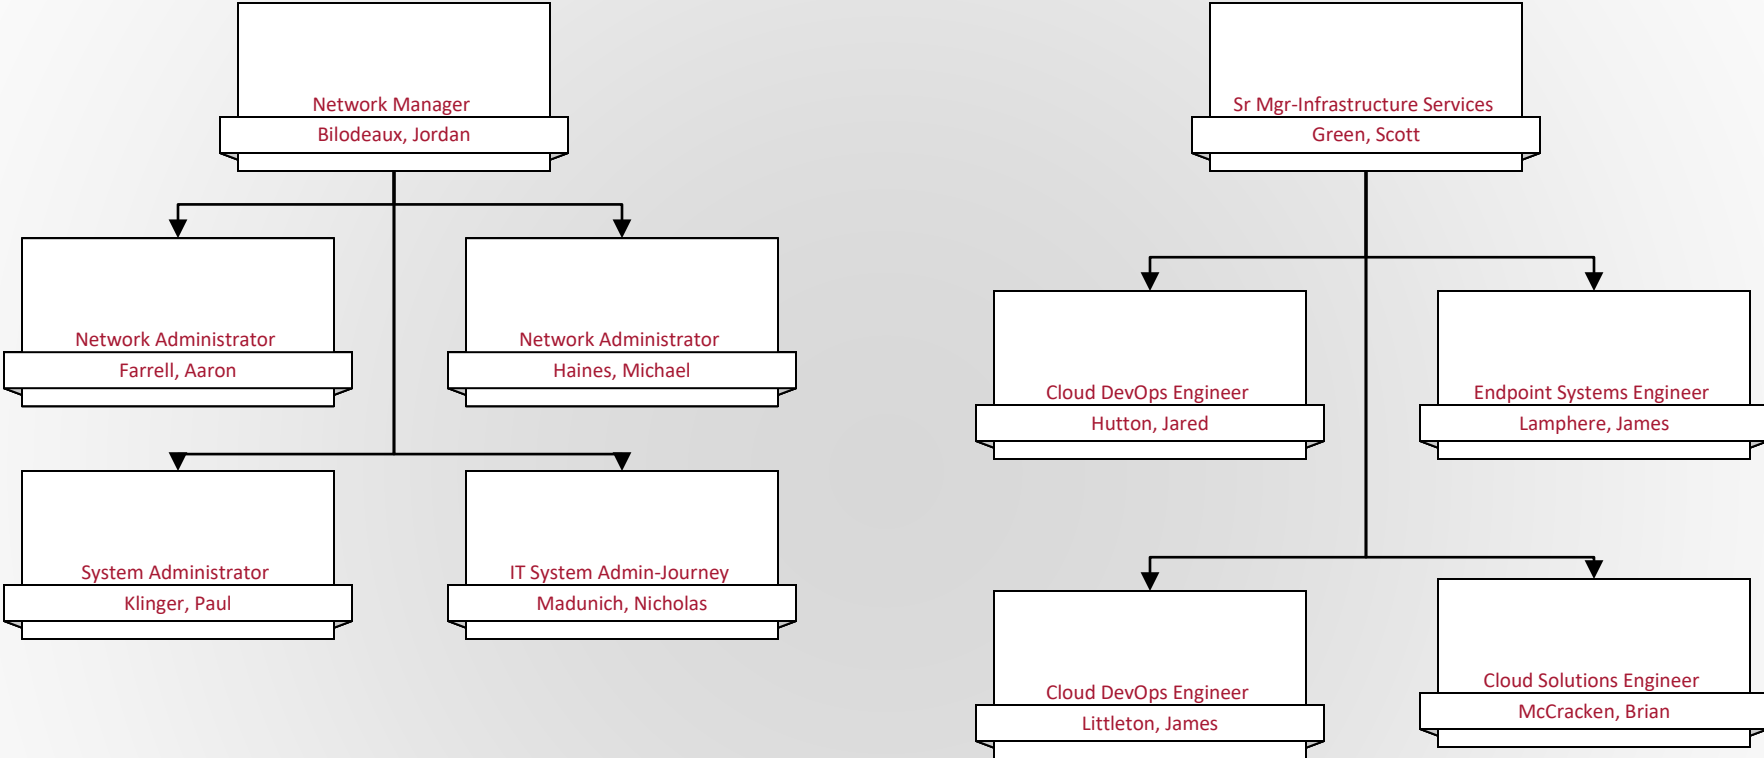 Network Manager
Bilodeaux, Jordan
Sr Mgr-Infrastructure Services
Green, Scott
Network Administrator
Farrell, Aaron
Network Administrator
Haines, Michael
Cloud DevOps Engineer
Hutton, Jared
Endpoint Systems Engineer
Lamphere, James
System Administrator
Klinger, Paul
IT System Admin-Journey
Madunich, Nicholas
Cloud DevOps Engineer
Littleton, James
Cloud Solutions Engineer
McCracken, Brian